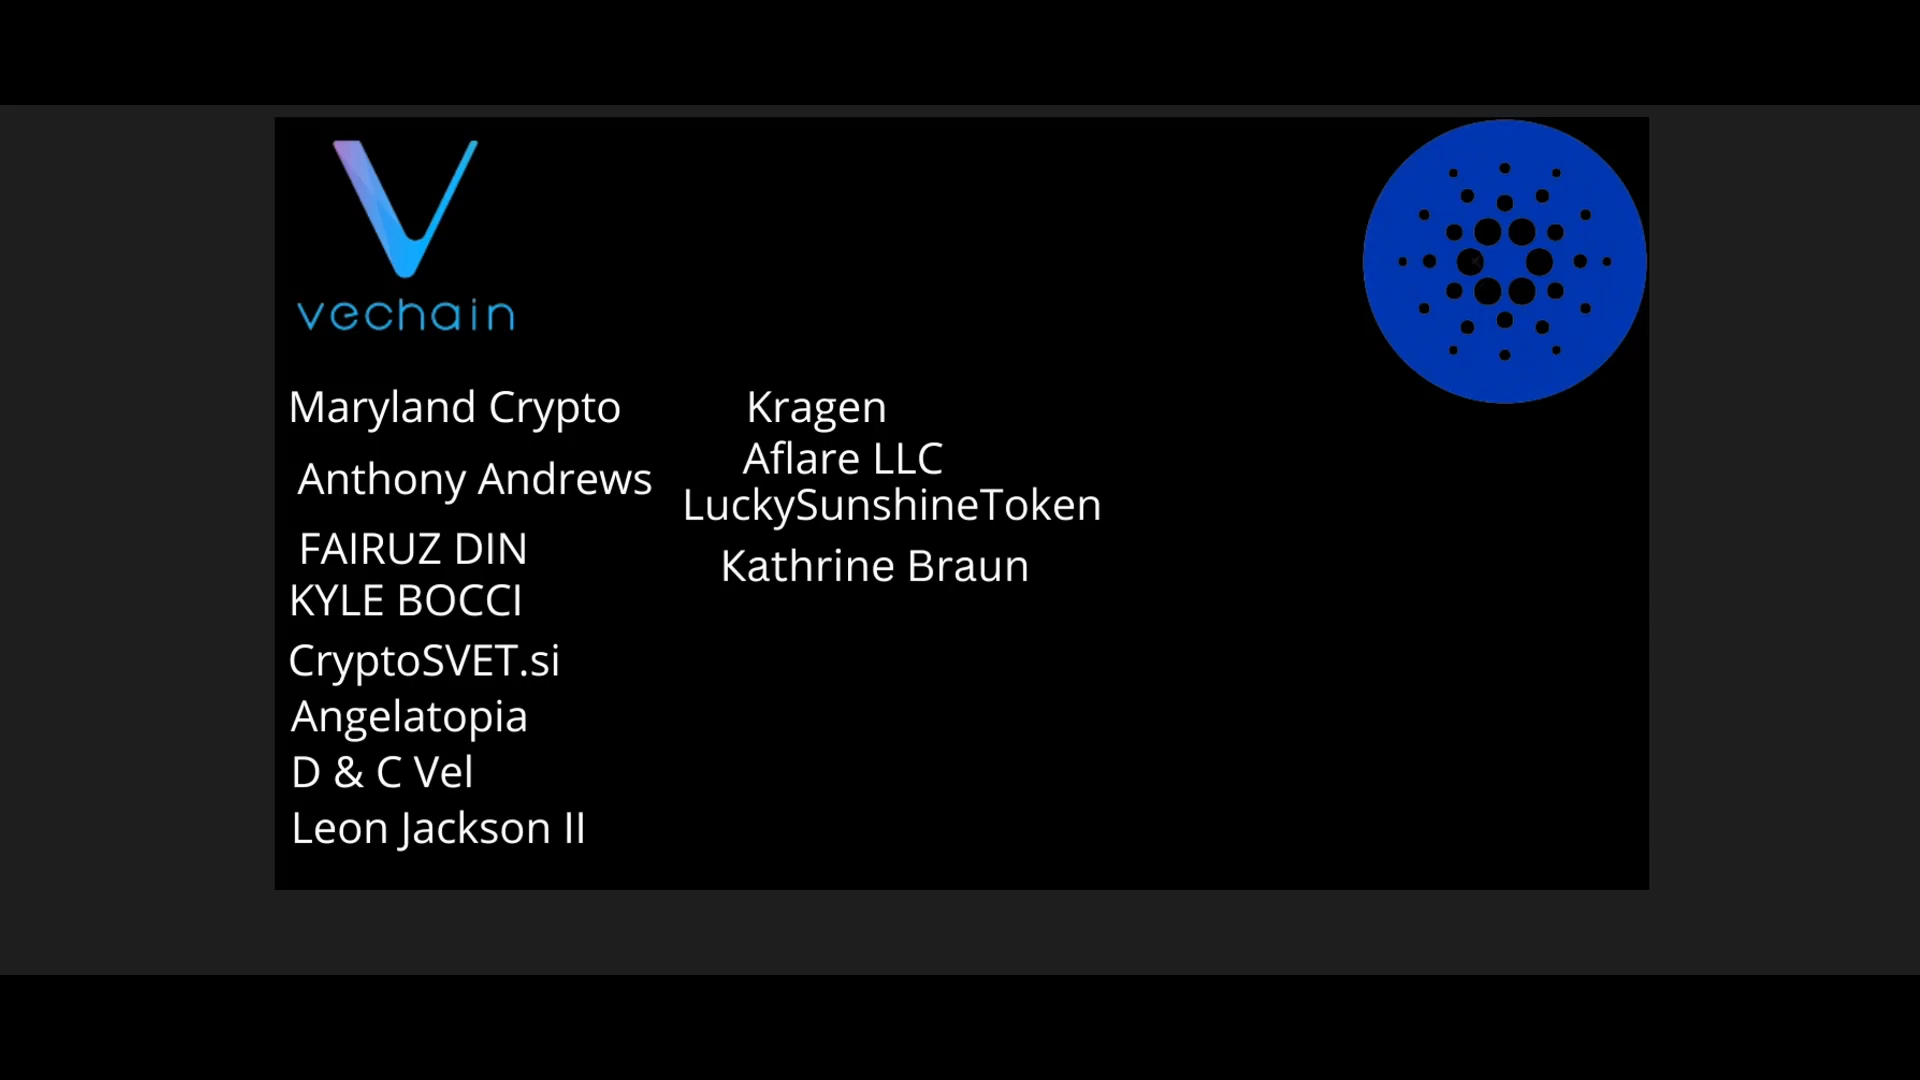 vechain
Maryland Crypto
Anthony Andrews
FAIRUZ DIN
KYLE BOCCI
CryptoSVET.si
Angelatopia
D & C Vel
Leon Jackson II
Kragen
Aflare LLC
LuckySunshineToken
Kathrine Braun